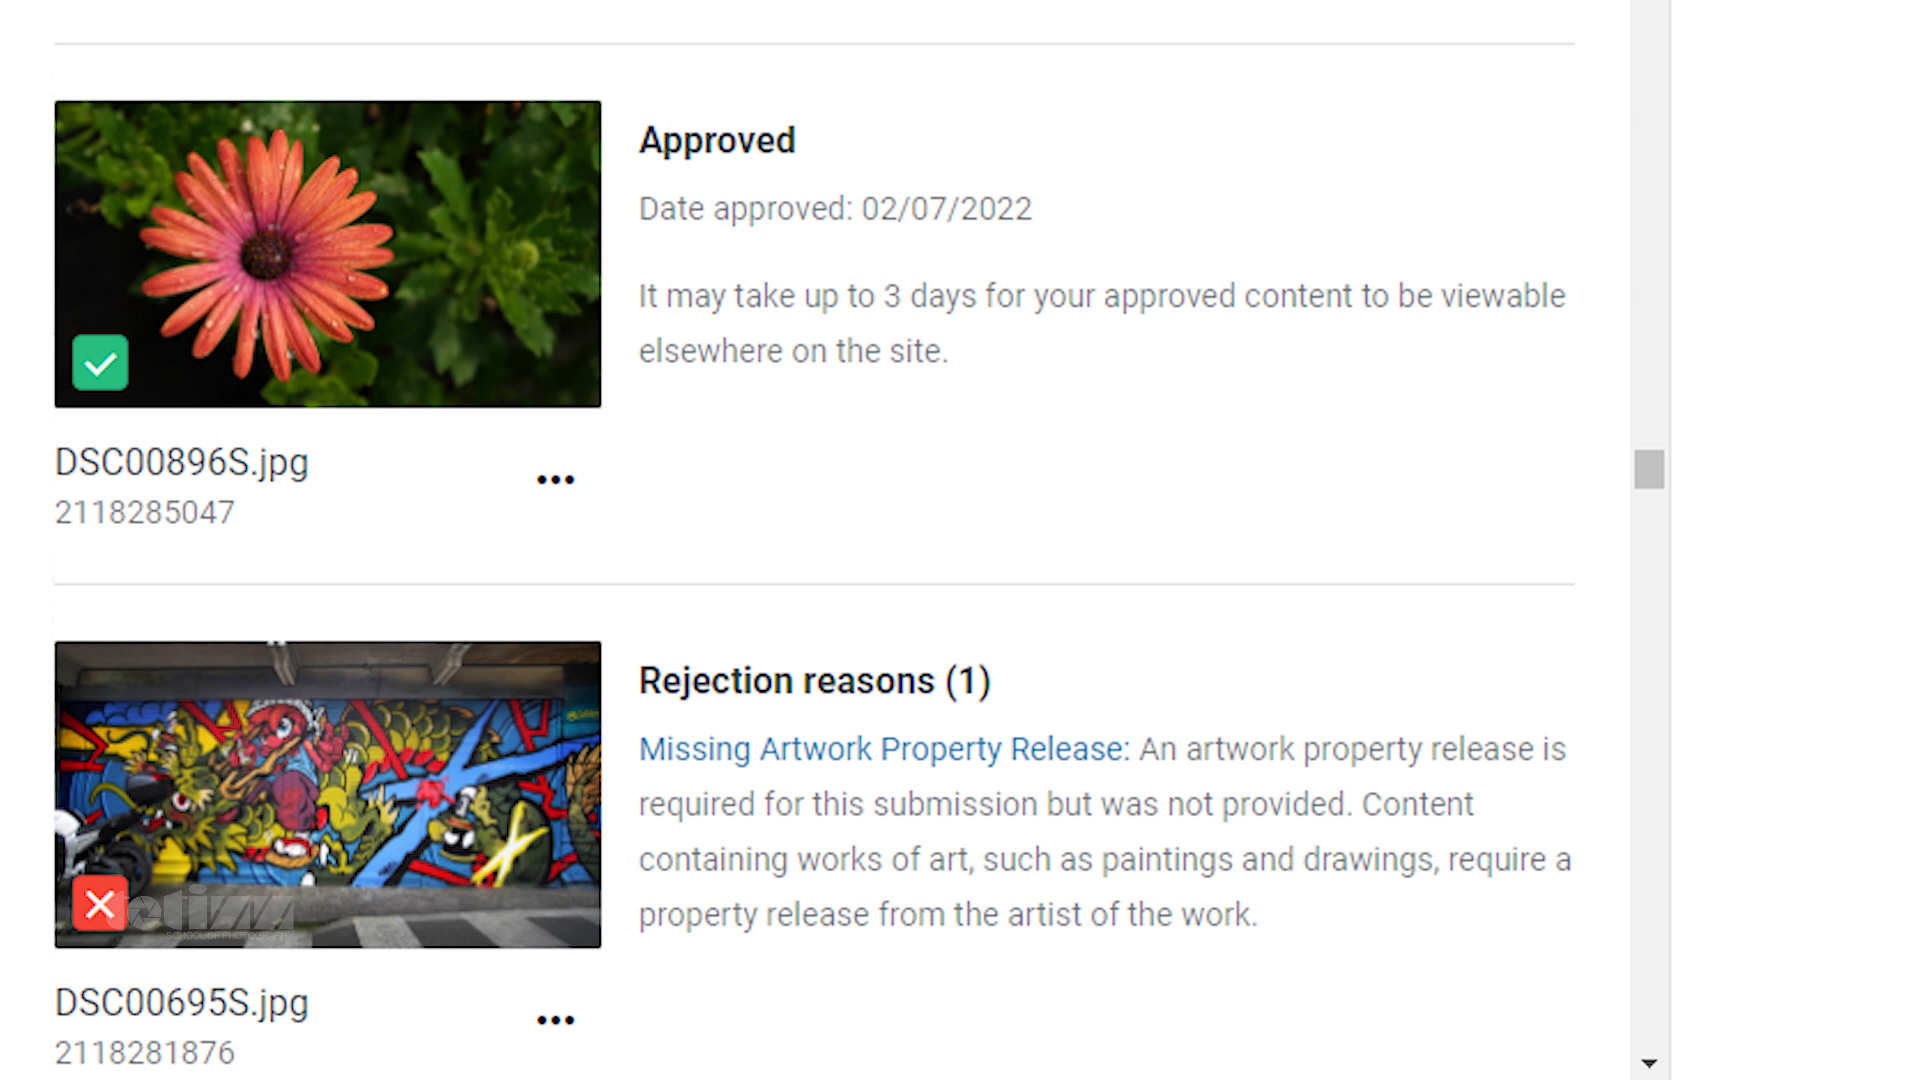 Approved
Date approved: 02/07/2022
It may take up to 3 days for your approved content to be viewable
elsewhere on the site.
DSC00896S.jpg
2118285047
Rejection reasons (1)
Missing Artwork Property Release: An artwork property release is
required for this submission but was not provided. Content
containing works of art, such as paintings and drawings, require a
property release from the artist of the work.
SCHOOL OF PHOTOGRAPHY
DSC00695S.jpg
2118281876